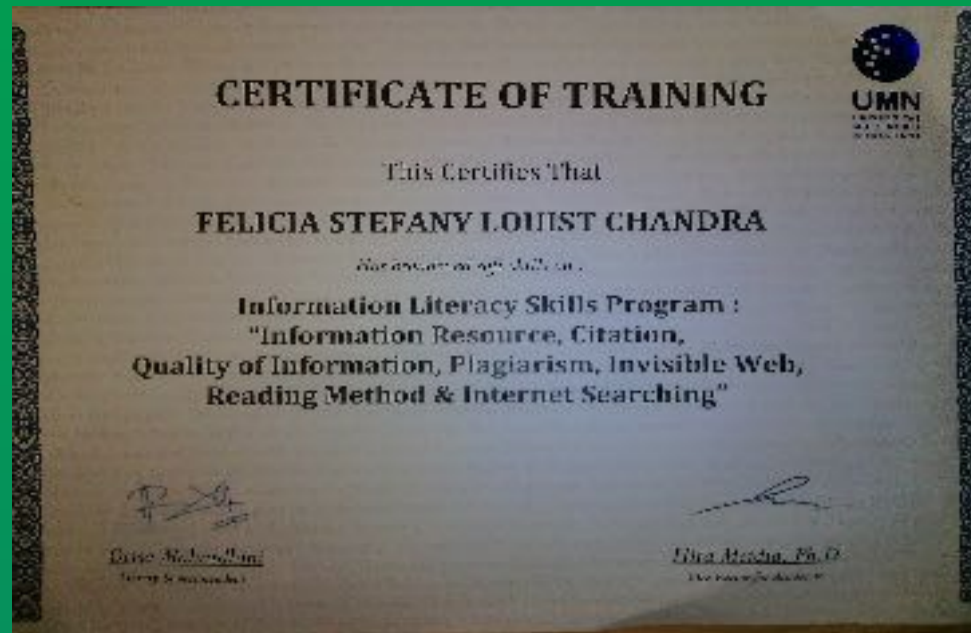 CERTIFICATE OF TRAINING
UMN
This Certifies That
FELICIA STEFANY LOUIST CHANDRA
Information Literacy Skills Program :
"Information Resource, Citation,
Quality of Information, Plagiarism, Invisible Web,
Reading Method & Internet Searching"
Ph.D